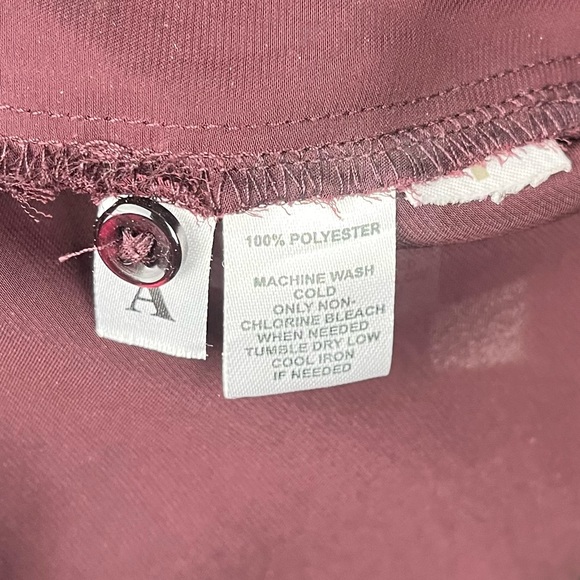 A
100% POLYESTER
MACHINE WASH
COLD
ONLY NON-
CHLORINE BLEACH
WHEN NEEDED
TUMBLE DRY LOW
COOL IRON
IF NEEDED